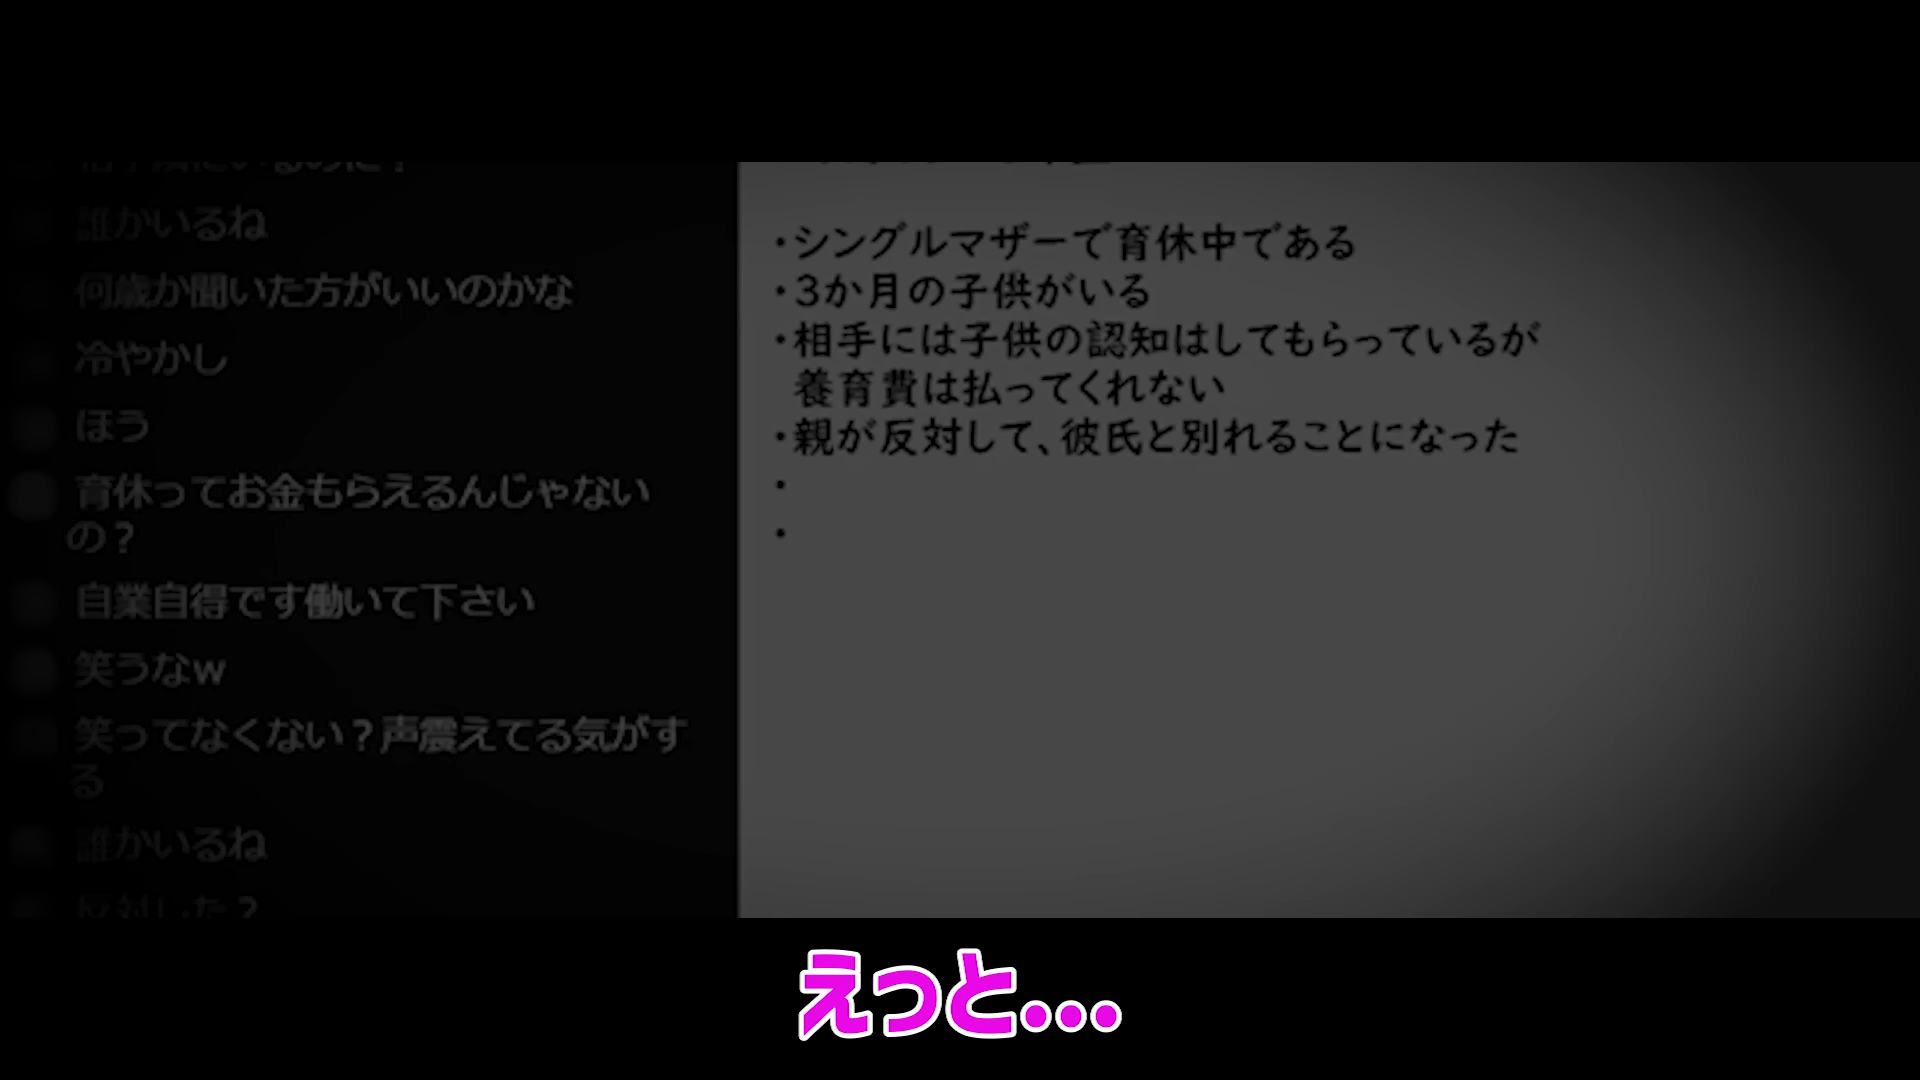 誰かいるね
何歳か聞いた方がいいのかな
冷やかし
ほう
育休ってお金もらえるんじゃない
の？
自業自得です働いて下さい
笑うなw
笑ってなくない？声震えてる気がす
る
誰かいるね
反対した？
・シングルマザーで育休中である
・3か月の子供がいる
・相手には子供の認知はしてもらっているが
養育費は払ってくれない
・親が反対して、彼氏と別れることになった
・
・
えっと...